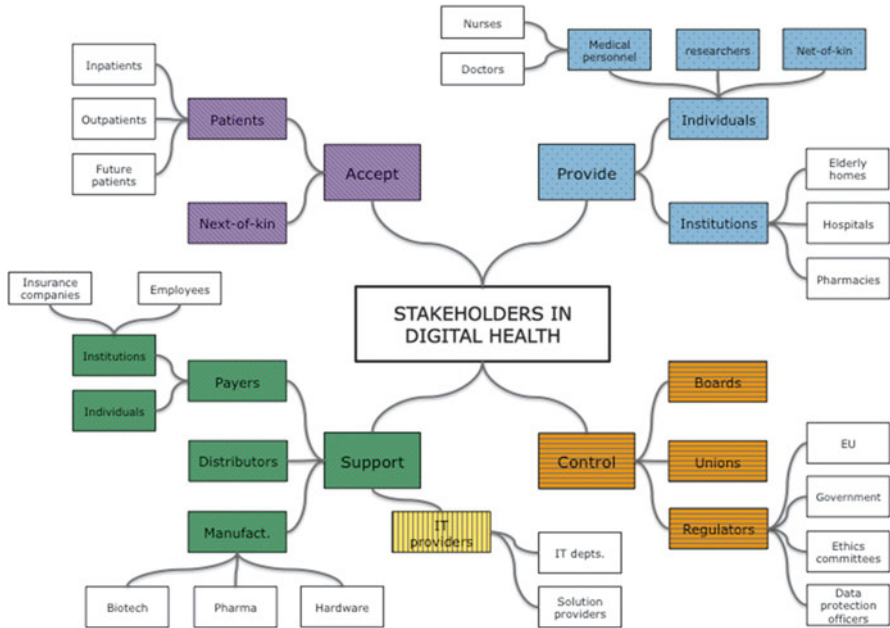 Nurses
Doctors
Medical
personnel
researchers
Net-of-kin
Inpatients
Outpatients
Future
patients
Patients
Accept
Next-of-kin
Individuals
Provide
Institutions
Elderly
homes
Hospitals
Pharmacies
STAKEHOLDERS IN
DIGITAL HEALTH
Insurance
companies
Employees
Institutions
Individuals
Payers
Distributors
Support
Manufact.
Biotech
Pharma
Hardware
IT
providers
IT depts.
Solution
providers
Control
Boards
Unions
Regulators
EU
Government
Ethics
committees
Data
protection
officers